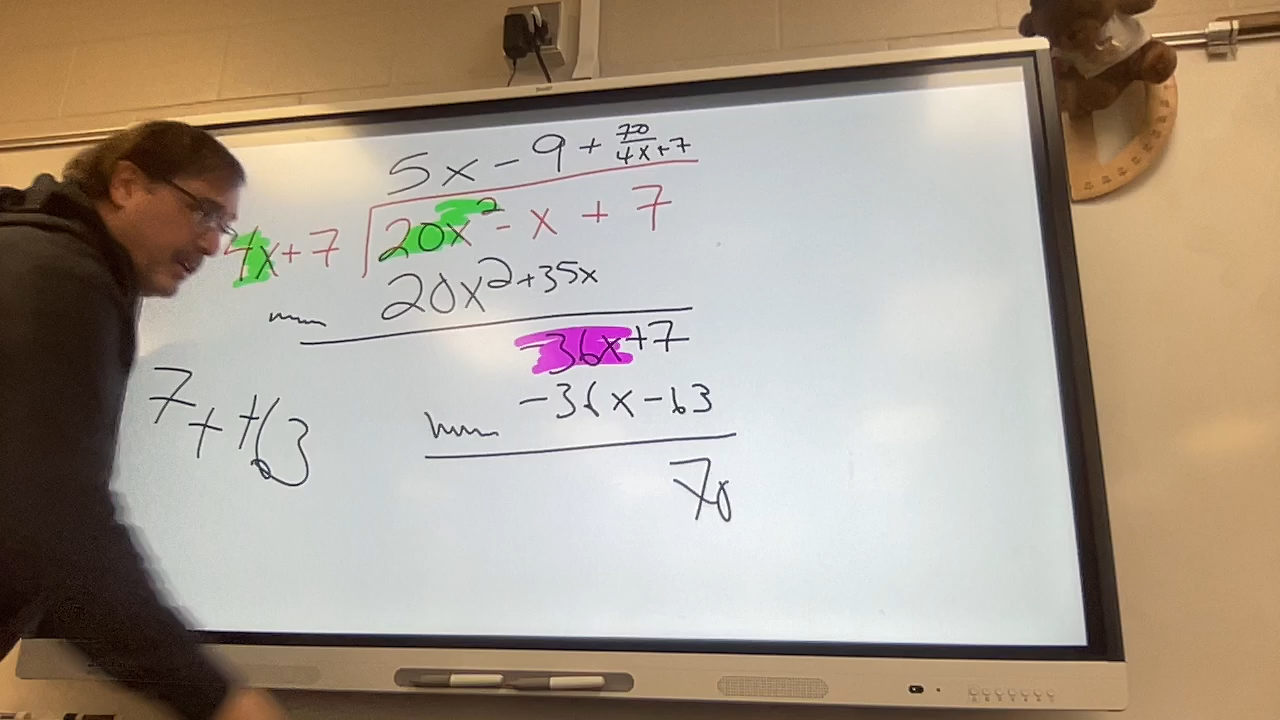 5x - 9 + 70/4x+7
4x+7 20x² - x + 7
20x² +35x
-36x+7
-36x-63
7 + +63
70